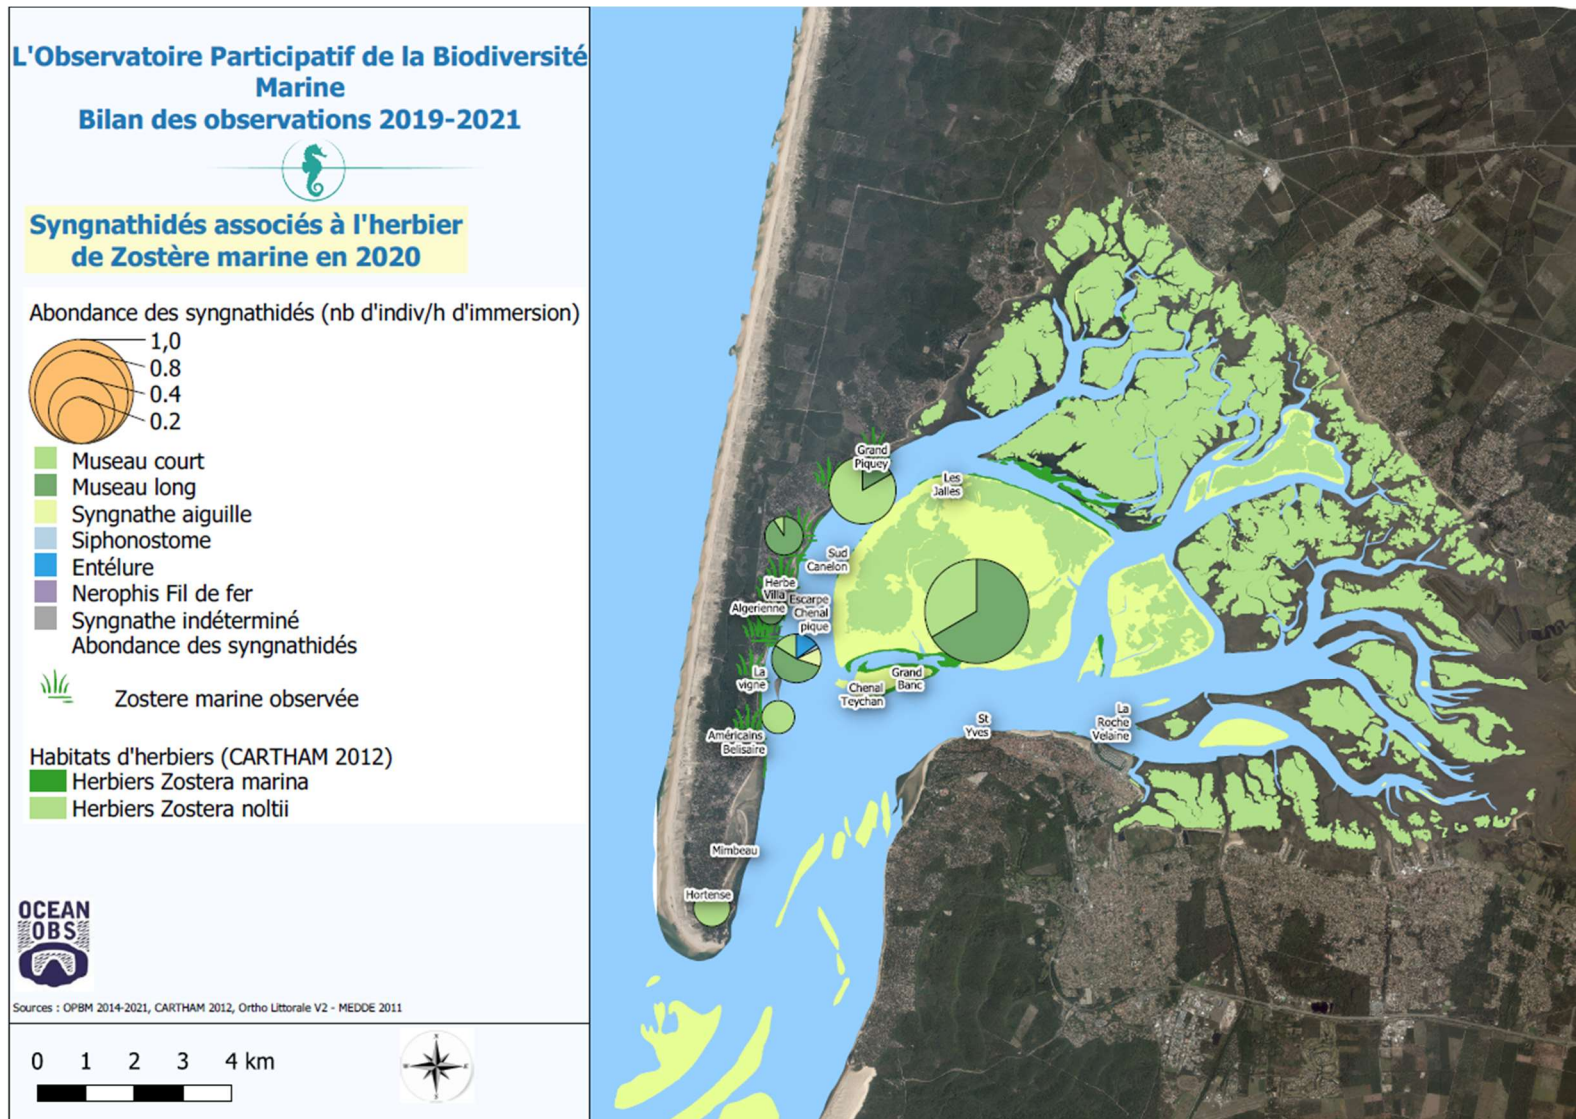 L'Observatoire Participatif de la Biodiversité
Marine
Bilan des observations 2019-2021
Syngnathidés associés à l'herbier
de Zostère marine en 2020
Abondance des syngnathidés (nb d'indiv/h d'immersion)
1,0
0.8
0.4
0.2
Museau court
Museau long
Syngnathe aiguille
Siphonostome
Entélure
Nerophis Fil de fer
Syngnathe indéterminé
Abondance des syngnathidés
Zostere marine observée
Habitats d'herbiers (CARTHAM 2012)
Herbiers Zostera marina
Herbiers Zostera noltii
OCEAN
OBS
Sources : OPBM 2014-2021, CARTHAM 2012, Ortho Littorale V2 - MEDDE 2011
0 1 2 3 4 km
Grand
Piquey
Les
Jalles
Sud
Canelon
Herbe
Villa
Algerienne
Escarpe
Chenal
pique
La
vigne
Chenal
Teychan
Grand
Banc
Américains
Belisaire
St
Yves
La
Roche
Velaine
Mimbeau
Hortense